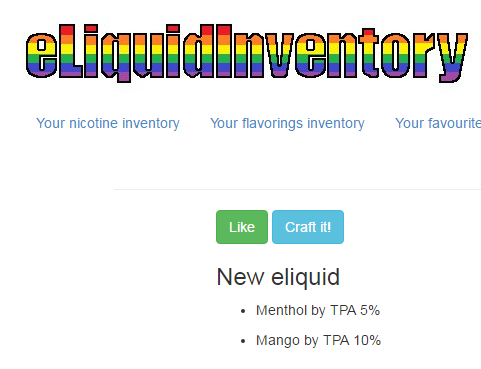 eLiquidInventory
Your nicotine inventory Your flavorings inventory Your favourite
Like Craft it!
New eliquid
Menthol by TPA 5%
Mango by TPA 10%